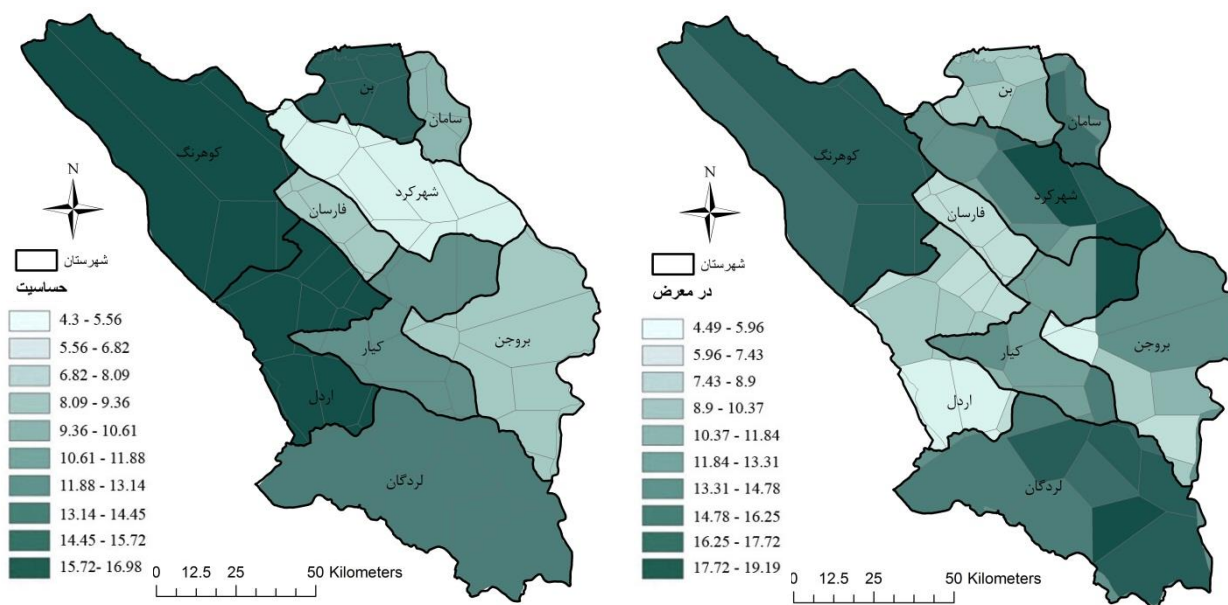 بن
سامان
کوهرنگ
شهرکرد
فارسان
N
شهرستان
حساسیت
بروجن
کیار
اردل
لردگان
4.3 - 5.56
5.56 - 6.82
6.82 - 8.09
8.09 - 9.36
9.36 - 10.61
10.61 - 11.88
11.88 - 13.14
13.14 - 14.45
14.45 - 15.72
15.72- 16.98
0 12.5 25 50 Kilometers
بن
سامان
کوهرنگ
شهرکرد
فارسان
N
شهرستان
در معرض
بروجن
کیار
اردل
لردگان
4.49 - 5.96
5.96 - 7.43
7.43 - 8.9
8.9 - 10.37
10.37 - 11.84
11.84 - 13.31
13.31 - 14.78
14.78 - 16.25
16.25 - 17.72
17.72 - 19.19
0 12.5 25 50 Kilometers